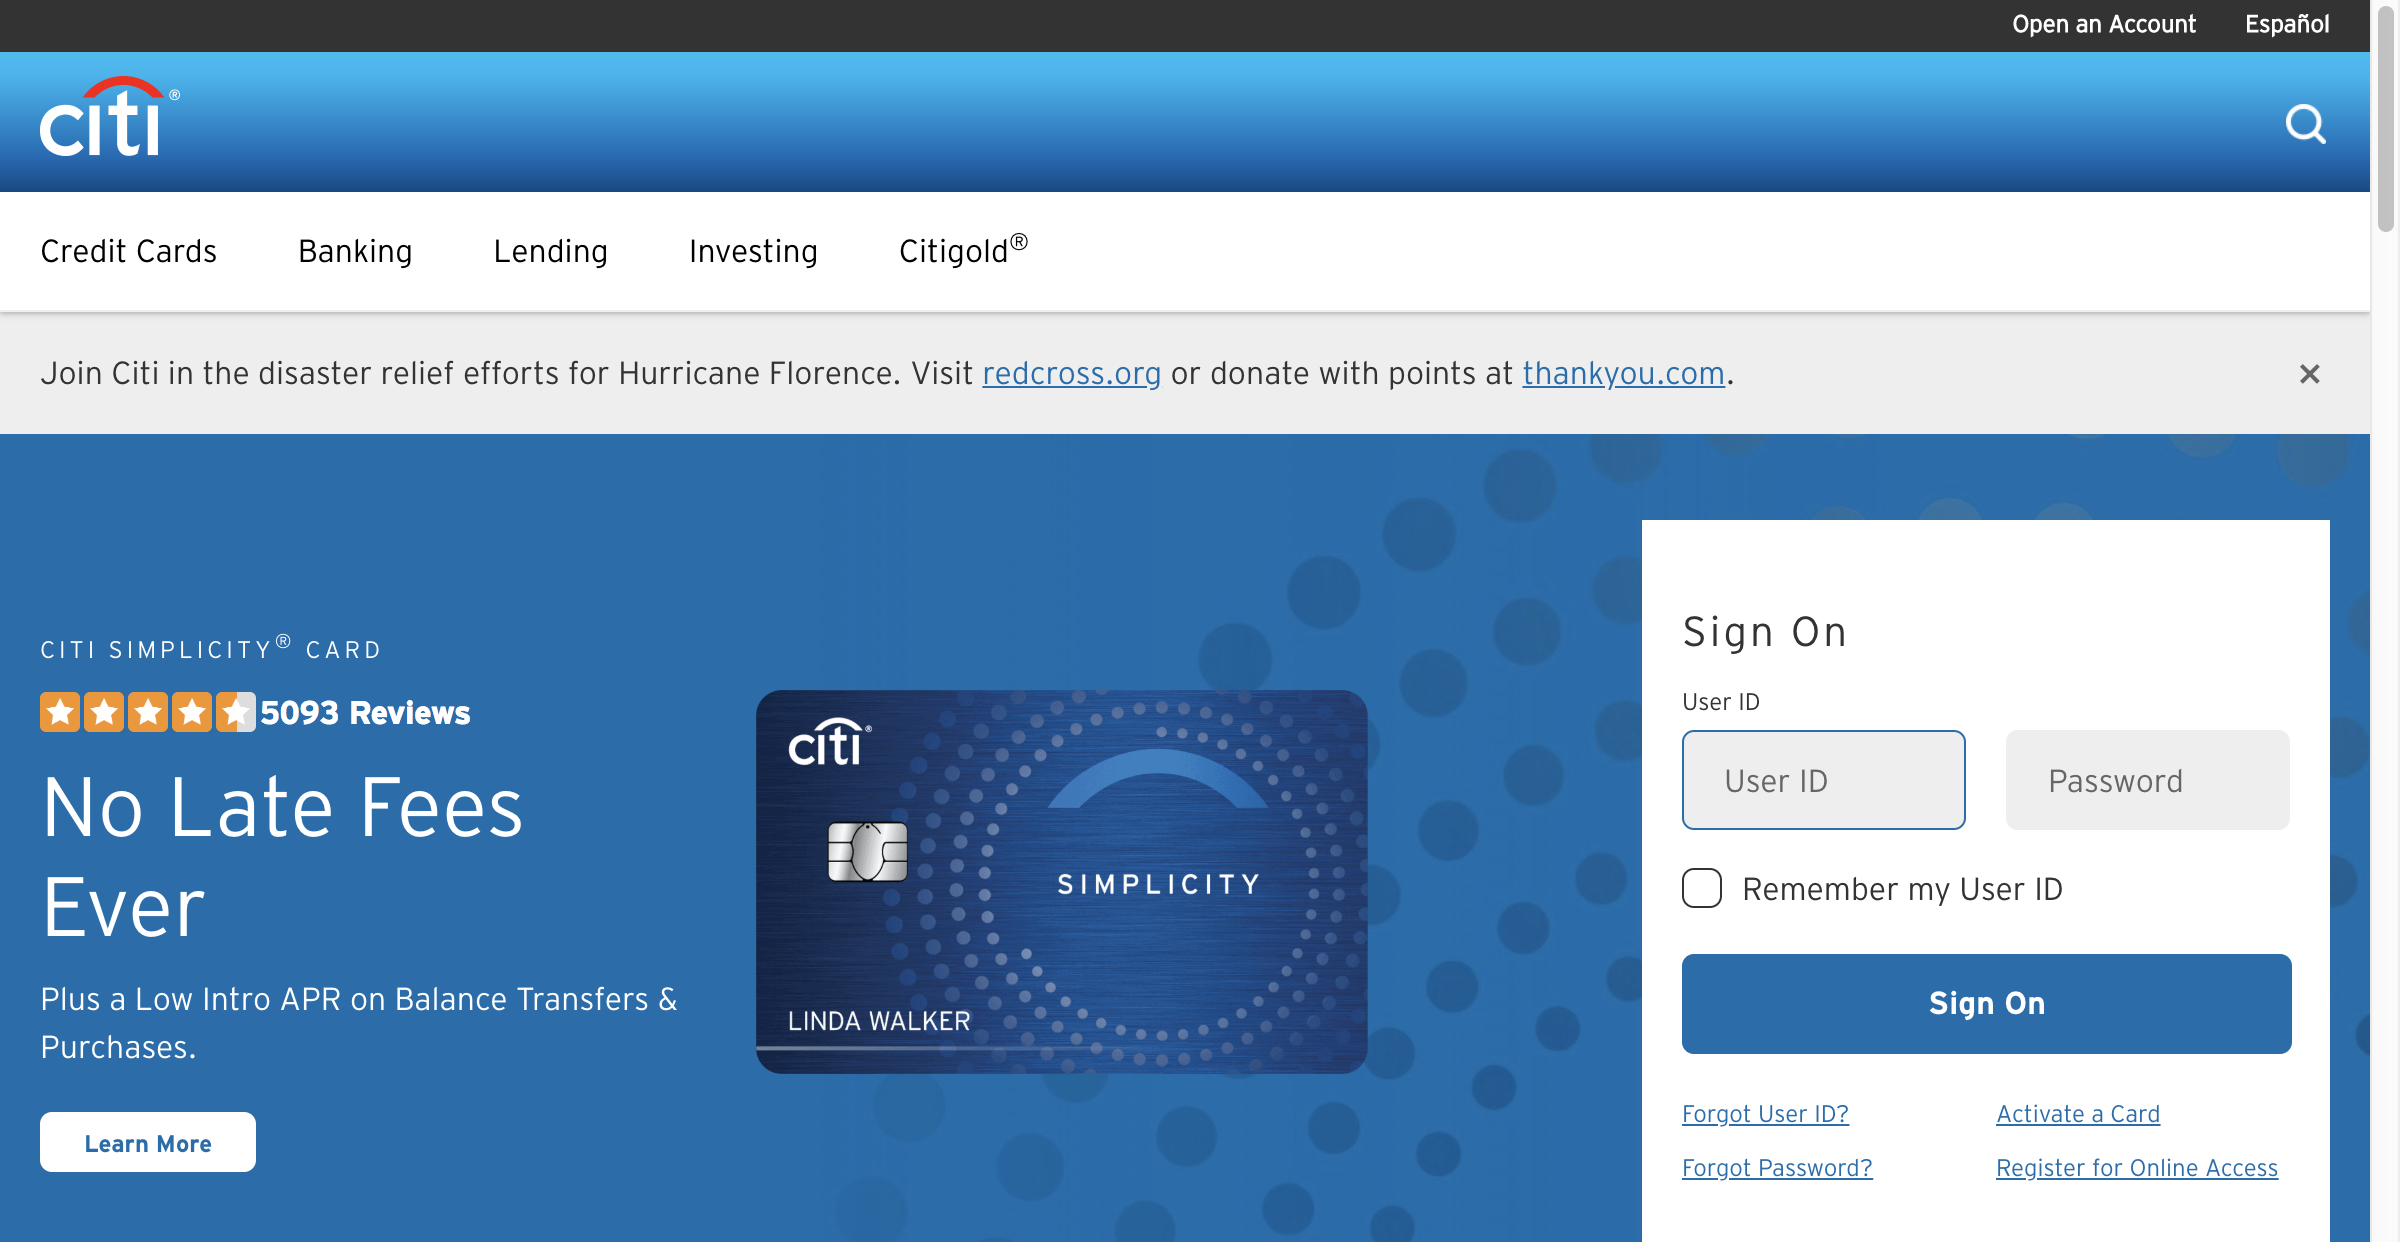 Open an Account Español
citi®
Credit Cards Banking Lending Investing Citigold®
Join Citi in the disaster relief efforts for Hurricane Florence. Visit redcross.org or donate with points at thankyou.com.
CITI SIMPLICITY® CARD
5093 Reviews
No Late Fees
Ever
Plus a Low Intro APR on Balance Transfers &
Purchases.
Learn More
citi®
SIMPLICITY
LINDA WALKER
Sign On
User ID
User ID Password
Remember my User ID
Sign On
Forgot User ID? Activate a Card
Forgot Password? Register for Online Access